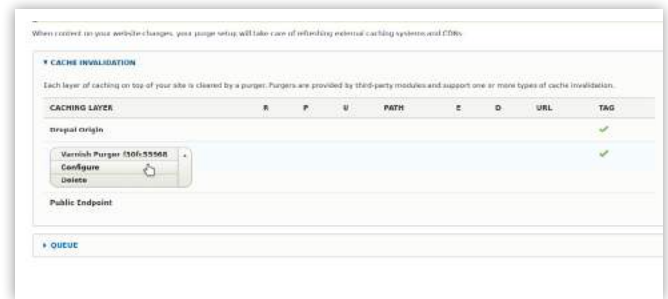 When content on your website changes, your purge setup will take care of refreshing external caching systems and CDNs.
CACHE INVALIDATION
Each layer of caching on top of your site is cleared by a purger. Purgers are provided by third-party modules and support one or more types of cache invalidation.
CACHING LAYER R P U PATH E D URL TAG
Drupal Origin
Varnish Purger
Configure
Delete
Public Endpoint
QUEUE